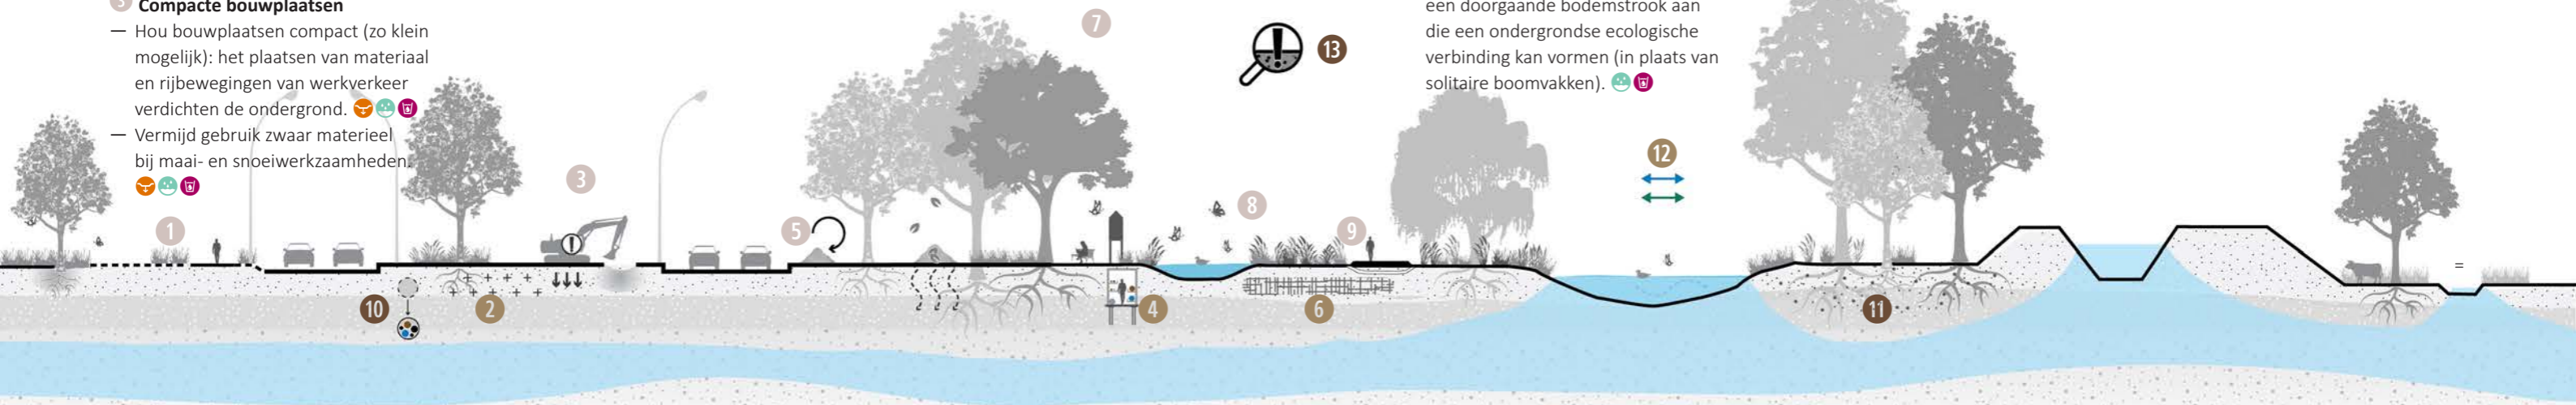 3 Compacte bouwplaatsen
— Hou bouwplaatsen compact (zo klein
mogelijk): het plaatsen van materiaal
en rijbewegingen van werkverkeer
verdichten de ondergrond.
— Vermijd gebruik zwaar materieel
bij maai- en snoeiwerkzaamheden.
een doorgaande bodemstrook aan
die een ondergrondse ecologische
verbinding kan vormen (in plaats van
solitaire boomvakken).
7
13
12
3
8
1
5
9
10
2
4
6
11
=